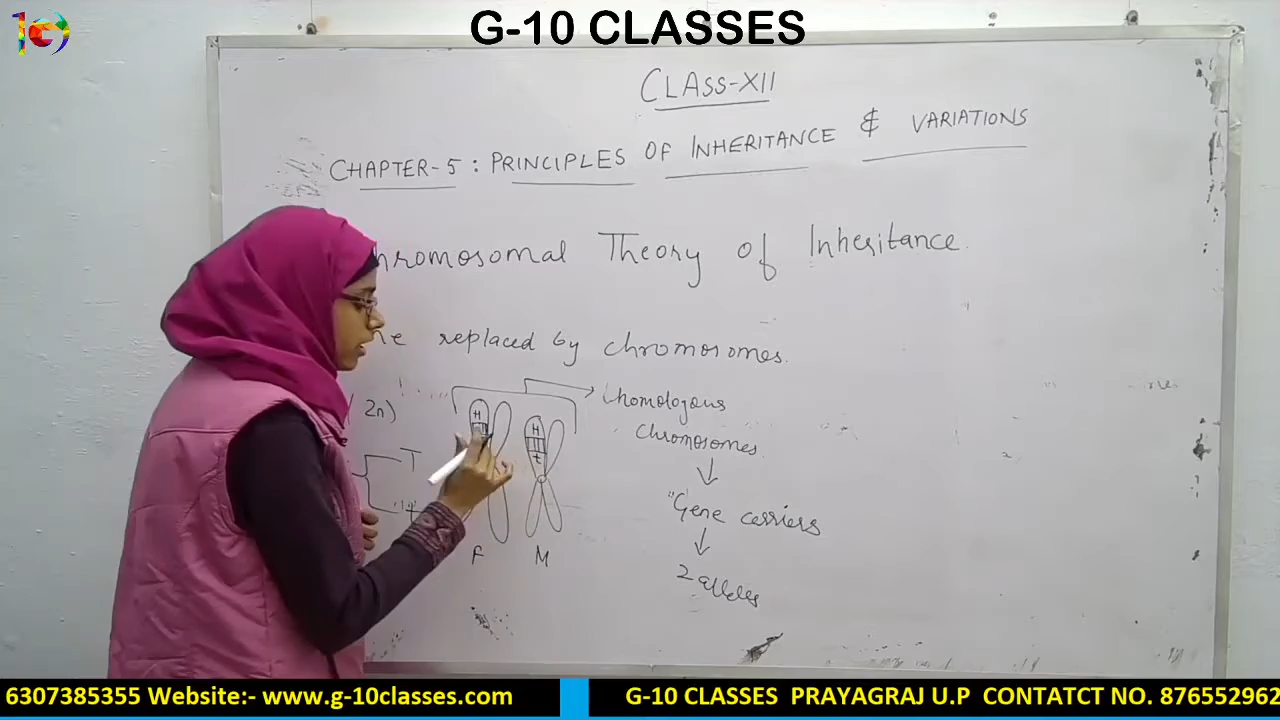 G-10 CLASSES
CLASS-XII
CHAPTER-5 : PRINCIPLES OF INHERITANCE & VARIATIONS
hromosomal Theory of Inheritance
replaced by chromosomes.
2n)
homologous
chromosomes
"Gene carriers
2 alleles
T
H
H
t
F M
6307385355 Website:- www.g-10classes.com G-10 CLASSES PRAYAGRAJ U.P CONTATCT NO. 876552962